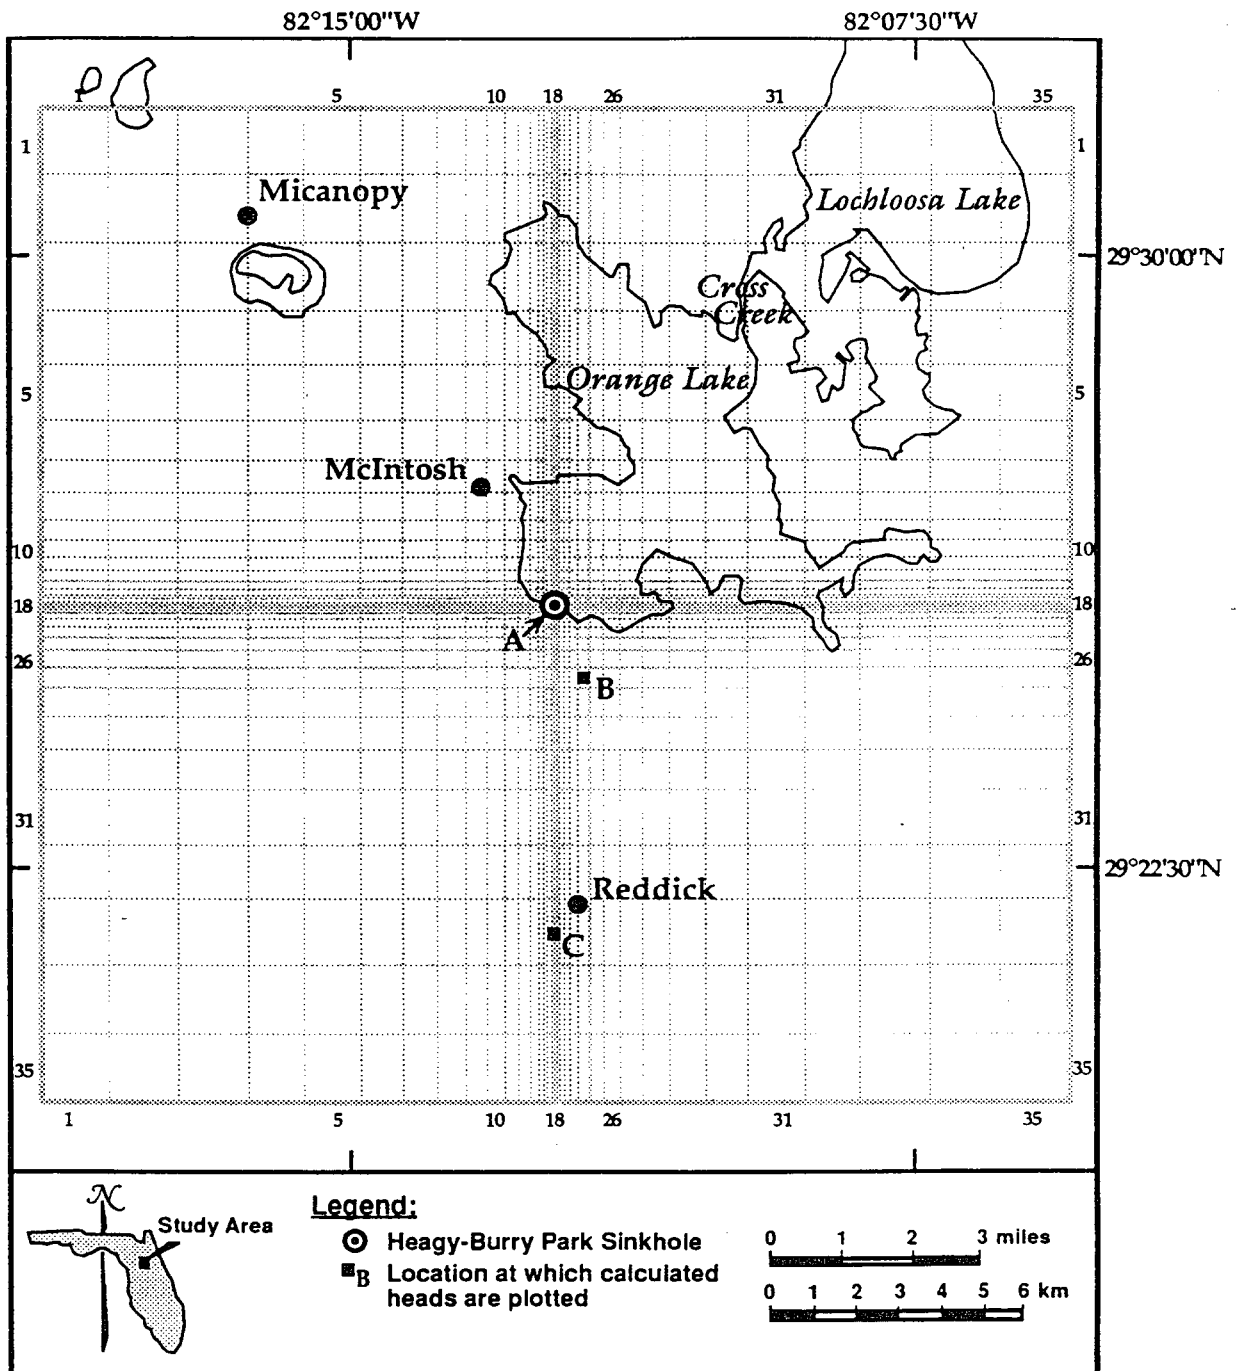 82°15'00"W 82°07'30"W
1 5 10 18 26 31 35
1 1
Micanopy
Lochloosa Lake
29°30'00"N
Cross
Creek
Orange Lake
5 5
McIntosh
10 10
18 18
A
26 26
B
31 31
29°22'30"N
Reddick
C
35 35
1 5 10 18 26 31 35
N
Study Area
Legend:
Heagy-Burry Park Sinkhole
B Location at which calculated
heads are plotted
0 1 2 3 miles
0 1 2 3 4 5 6 km